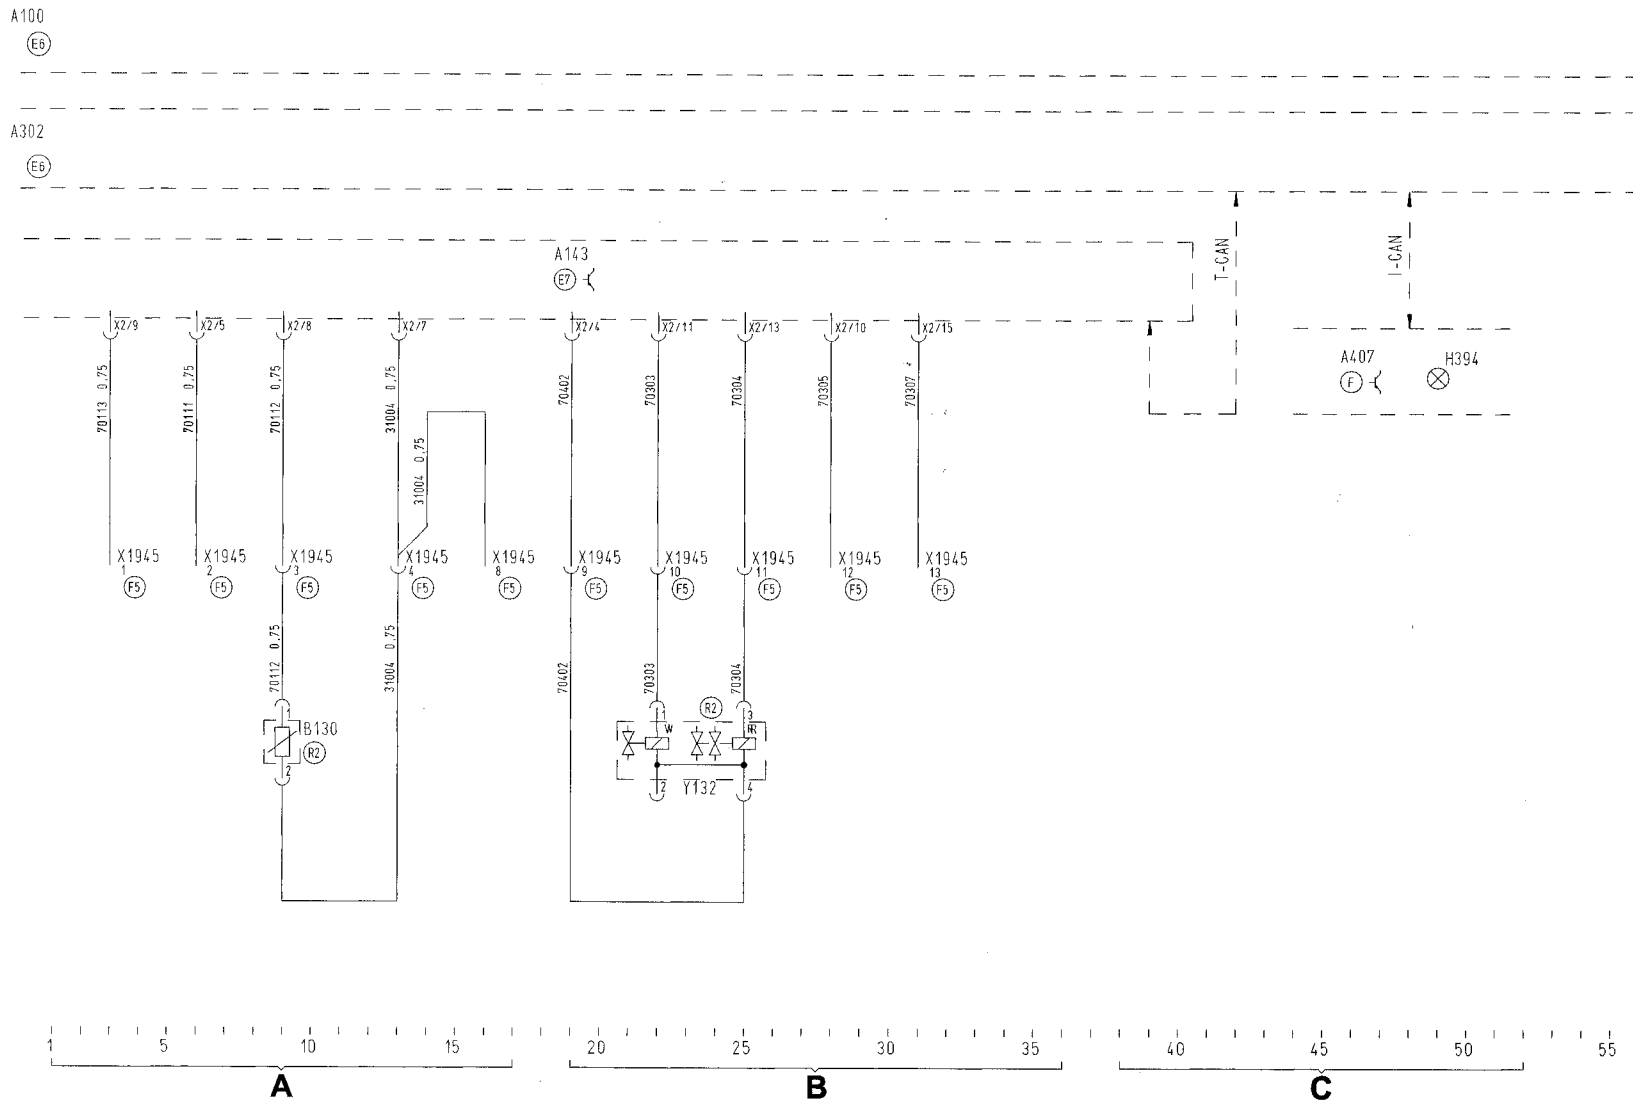 A100
E6
A302
E6
A143
E7
T-CAN
I-CAN
X2/9
X2/5
X2/8
X2/7
X2/4
X2/11
X2/13
X2/10
X2/15
A407
F
H394
70113 0,75
70111 0,75
70112 0,75
31004 0,75
31004 0,75
70402
70303
70304
70305
70307
X1945
1
F5
X1945
2
F5
X1945
3
F5
X1945
4
F5
X1945
8
F5
X1945
9
F5
X1945
10
F5
X1945
11
F5
X1945
12
F5
X1945
13
F5
70112 0,75
31004 0,75
70402
70303
70304
1
B130
R2
2
1
W
R2
3
2
Y132
4
1 5 10 15 20 25 30 35 40 45 50 55
A B C